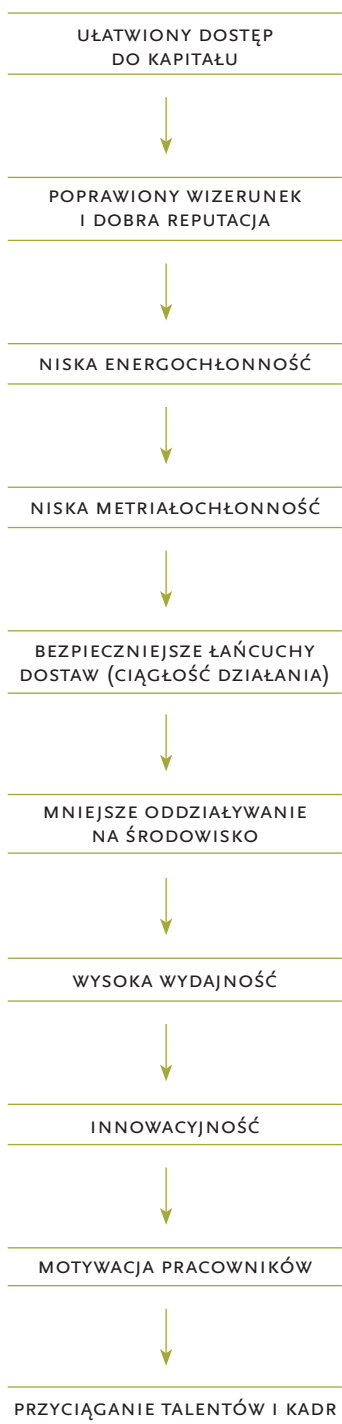 UŁATWIONY DOSTĘP
DO KAPITAŁU
POPRAWIONY WIZERUNEK
I DOBRA REPUTACJA
NISKA ENERGOCHŁONNOŚĆ
NISKA METRIAŁOCHŁONNOŚĆ
BEZPIECZNIEJSZE ŁAŃCUCHY
DOSTAW (CIĄGŁOŚĆ DZIAŁANIA)
MNIEJSZE ODDZIAŁYWANIE
NA ŚRODOWISKO
WYSOKA WYDAJNOŚĆ
INNOWACYJNOŚĆ
MOTYWACJA PRACOWNIKÓW
PRZYCIĄGANIE TALENTÓW I KADR